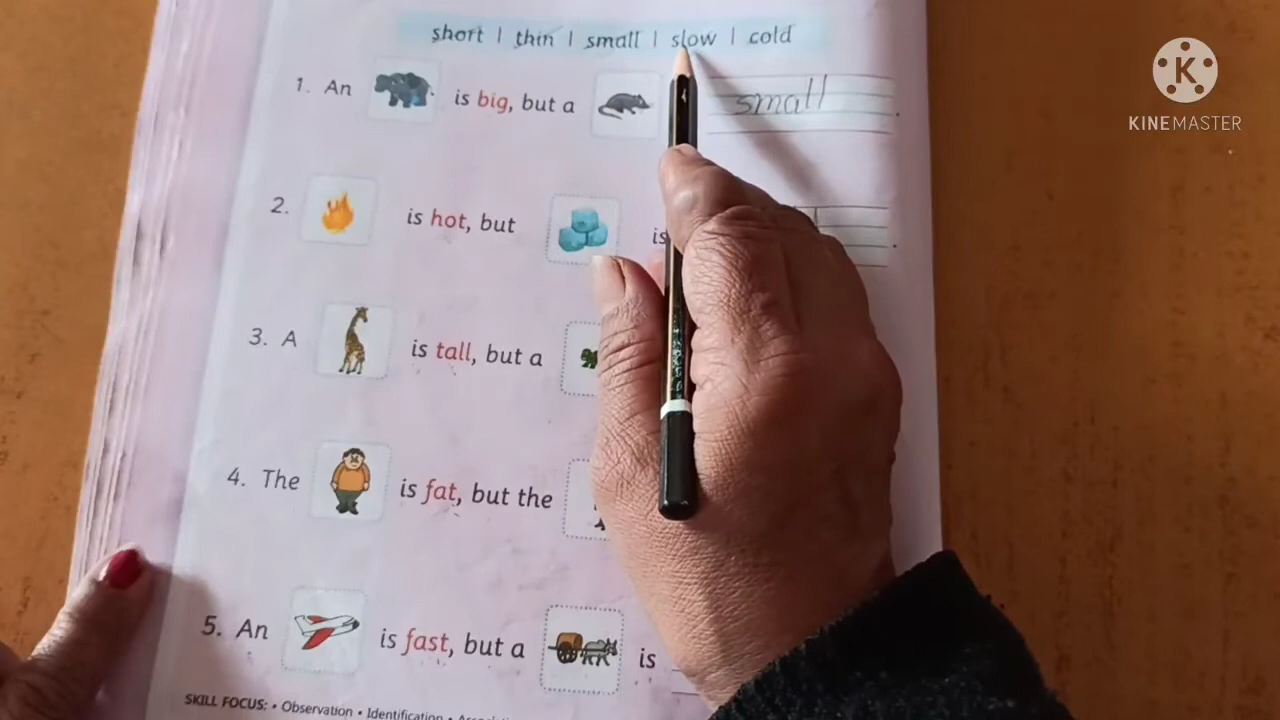 short | thin | small | slow | cold
KINEMASTER
1. An is big, but a small.
2. is hot, but is .
3. A is tall, but a
4. The is fat, but the
5. An is fast, but a is
SKILL FOCUS: • Observation • Identification •